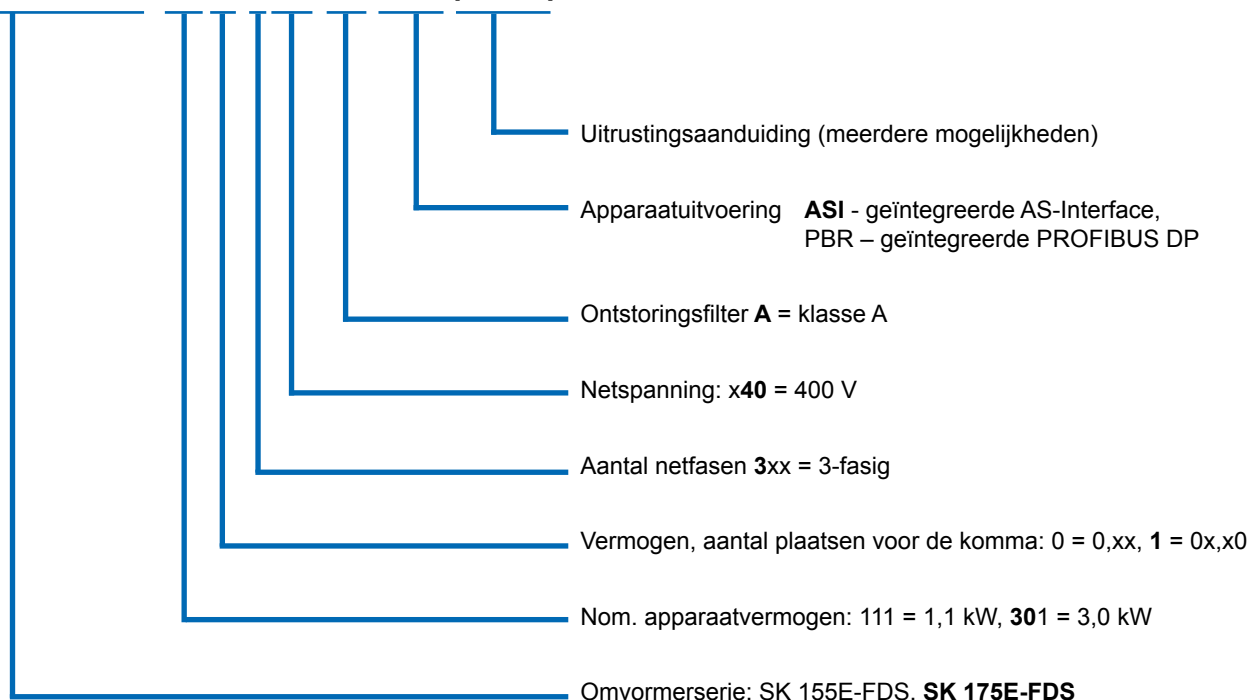 Uitrustingsaanduiding (meerdere mogelijkheden)
Apparaatuitvoering ASI - geïntegreerde AS-Interface,
PBR – geïntegreerde PROFIBUS DP
Ontstoringsfilter A = klasse A
Netspanning: x40 = 400 V
Aantal netfasen 3xx = 3-fasig
Vermogen, aantal plaatsen voor de komma: 0 = 0,xx, 1 = 0x,x0
Nom. apparaatvermogen: 111 = 1,1 kW, 301 = 3,0 kW
Omvormerserie: SK 155E-FDS, SK 175E-FDS